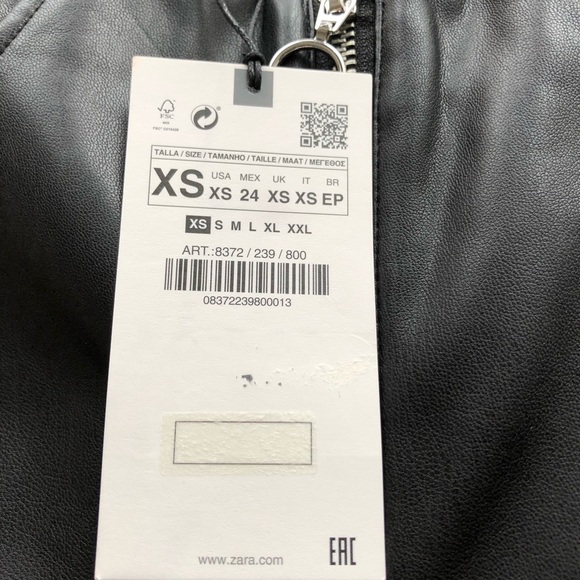 FSC
TALLA / SIZE / TAMANHO / TAILLE / MAAT / ΜΕΓΕΘΟΣ
XS
USA MEX UK IT BR
XS 24 XS XS EP
XS S M L XL XXL
ART.:8372 / 239 / 800
08372239800013
www.zara.com
EAC